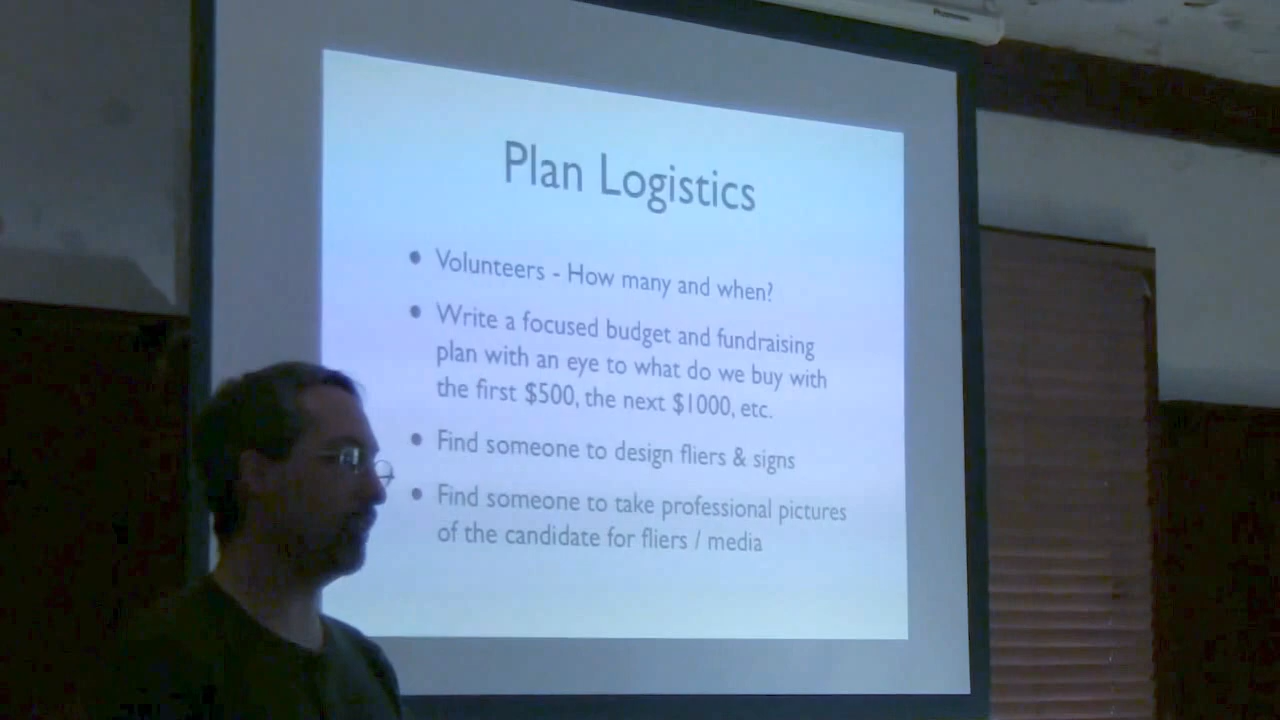 Plan Logistics
• Volunteers - How many and when?
• Write a focused budget and fundraising
plan with an eye to what do we buy with
the first $500, the next $1000, etc.
• Find someone to design fliers & signs
• Find someone to take professional pictures
of the candidate for fliers / media